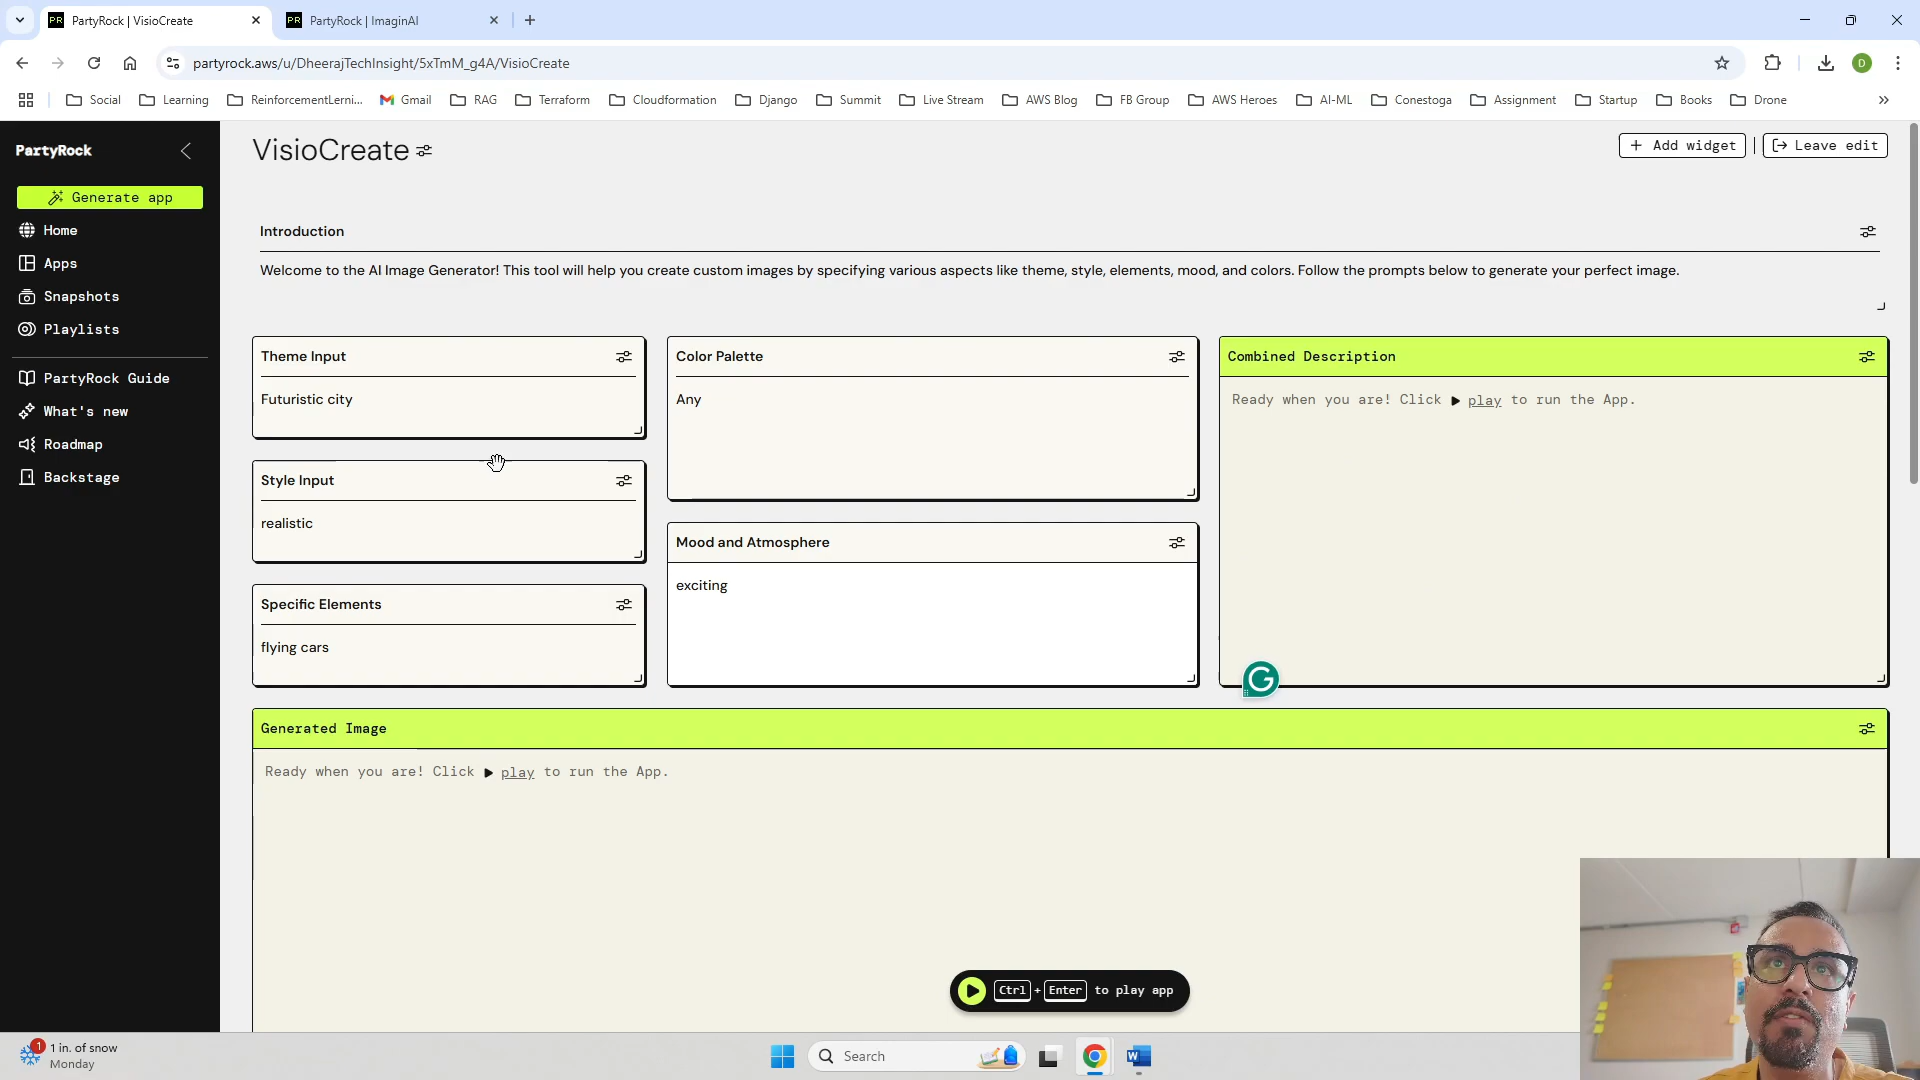 PR PartyRock | VisioCreate
PR PartyRock | ImaginAI
partyrock.aws/u/DheerajTechInsight/5xTmM_g4A/VisioCreate
D
Social Learning ReinforcementLerni... Gmail RAG Terraform Cloudformation Django Summit Live Stream AWS Blog FB Group AWS Heroes AI-ML Conestoga Assignment Startup Books Drone »
PartyRock
Generate app
Home
Apps
Snapshots
Playlists
PartyRock Guide
What's new
Roadmap
Backstage
VisioCreate
+ Add widget | Leave edit
Introduction
Welcome to the AI Image Generator! This tool will help you create custom images by specifying various aspects like theme, style, elements, mood, and colors. Follow the prompts below to generate your perfect image.
Theme Input
Futuristic city
Style Input
realistic
Specific Elements
flying cars
Color Palette
Any
Mood and Atmosphere
exciting
Combined Description
Ready when you are! Click ▶ play to run the App.
G
Generated Image
Ready when you are! Click ▶ play to run the App.
Ctrl + Enter to play app
1
1 in. of snow
Monday
Search
W